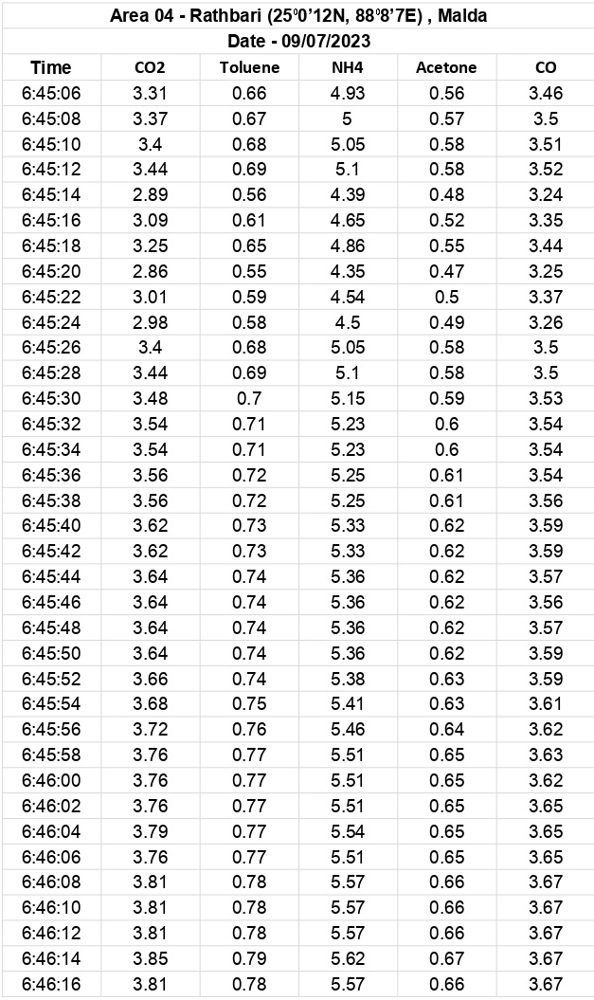 Area 04 - Rathbari (25⁰0’12N, 88⁰8’7E) , Malda
Date - 09/07/2023
Time CO2 Toluene NH4 Acetone CO
6:45:06 3.31 0.66 4.93 0.56 3.46
6:45:08 3.37 0.67 5 0.57 3.5
6:45:10 3.4 0.68 5.05 0.58 3.51
6:45:12 3.44 0.69 5.1 0.58 3.52
6:45:14 2.89 0.56 4.39 0.48 3.24
6:45:16 3.09 0.61 4.65 0.52 3.35
6:45:18 3.25 0.65 4.86 0.55 3.44
6:45:20 2.86 0.55 4.35 0.47 3.25
6:45:22 3.01 0.59 4.54 0.5 3.37
6:45:24 2.98 0.58 4.5 0.49 3.26
6:45:26 3.4 0.68 5.05 0.58 3.5
6:45:28 3.44 0.69 5.1 0.58 3.5
6:45:30 3.48 0.7 5.15 0.59 3.53
6:45:32 3.54 0.71 5.23 0.6 3.54
6:45:34 3.54 0.71 5.23 0.6 3.54
6:45:36 3.56 0.72 5.25 0.61 3.54
6:45:38 3.56 0.72 5.25 0.61 3.56
6:45:40 3.62 0.73 5.33 0.62 3.59
6:45:42 3.62 0.73 5.33 0.62 3.59
6:45:44 3.64 0.74 5.36 0.62 3.57
6:45:46 3.64 0.74 5.36 0.62 3.56
6:45:48 3.64 0.74 5.36 0.62 3.57
6:45:50 3.64 0.74 5.36 0.62 3.59
6:45:52 3.66 0.74 5.38 0.63 3.59
6:45:54 3.68 0.75 5.41 0.63 3.61
6:45:56 3.72 0.76 5.46 0.64 3.62
6:45:58 3.76 0.77 5.51 0.65 3.63
6:46:00 3.76 0.77 5.51 0.65 3.62
6:46:02 3.76 0.77 5.51 0.65 3.65
6:46:04 3.79 0.77 5.54 0.65 3.65
6:46:06 3.76 0.77 5.51 0.65 3.65
6:46:08 3.81 0.78 5.57 0.66 3.67
6:46:10 3.81 0.78 5.57 0.66 3.67
6:46:12 3.81 0.78 5.57 0.66 3.67
6:46:14 3.85 0.79 5.62 0.67 3.67
6:46:16 3.81 0.78 5.57 0.66 3.67